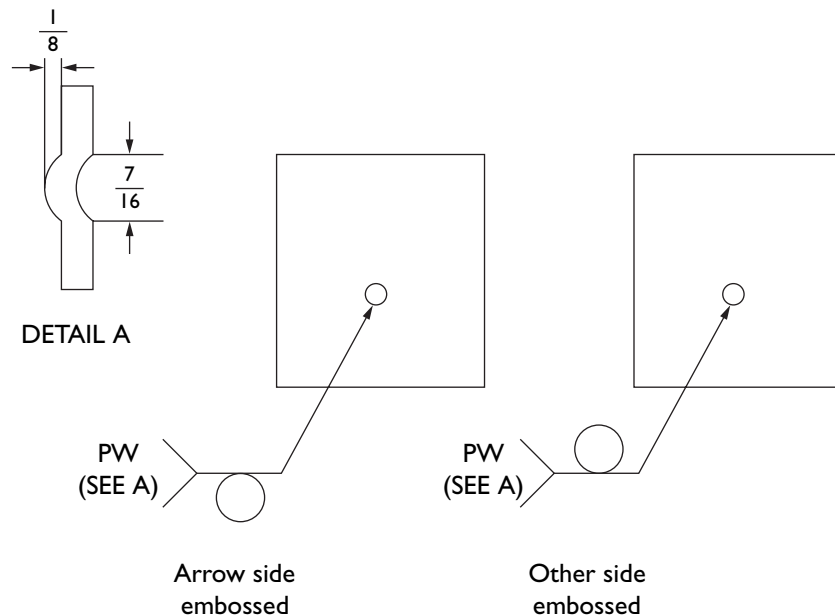 1
8
7
16
DETAIL A
PW
(SEE A)
PW
(SEE A)
Arrow side
embossed
Other side
embossed